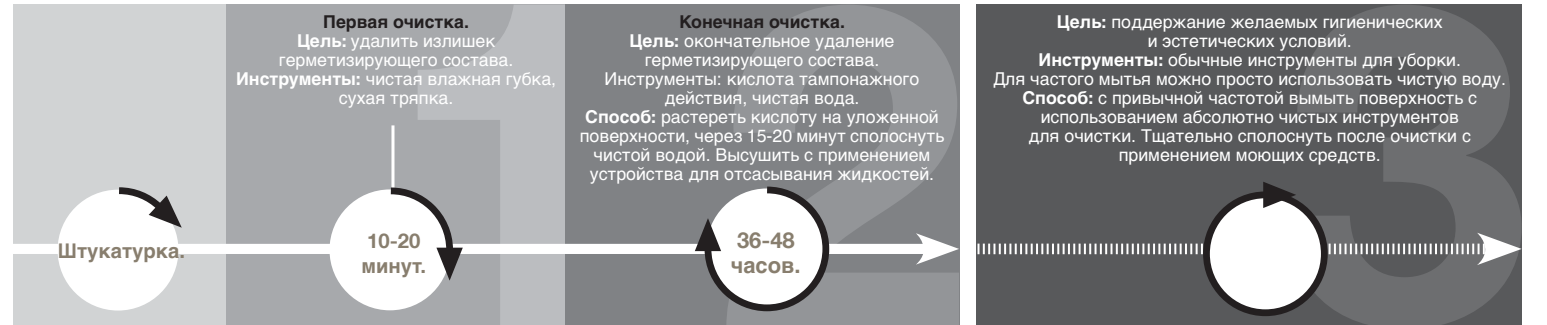 Штукатурка.
1
Первая очистка.
Цель: удалить излишек
герметизирующего состава.
Инструменты: чистая влажная губка,
сухая тряпка.
10-20
минут.
2
Конечная очистка.
Цель: окончательное удаление
герметизирующего состава.
Инструменты: кислота тампонажного
действия, чистая вода.
Способ: растереть кислоту на уложенной
поверхности, через 15-20 минут сполоснуть
чистой водой. Высушить с применением
устройства для отсасывания жидкостей.
36-48
часов.
3
Цель: поддержание желаемых гигиенических
и эстетических условий.
Инструменты: обычные инструменты для уборки.
Для частого мытья можно просто использовать чистую воду.
Способ: с привычной частотой вымыть поверхность с
использованием абсолютно чистых инструментов
для очистки. Тщательно сполоснуть после очистки с
применением моющих средств.